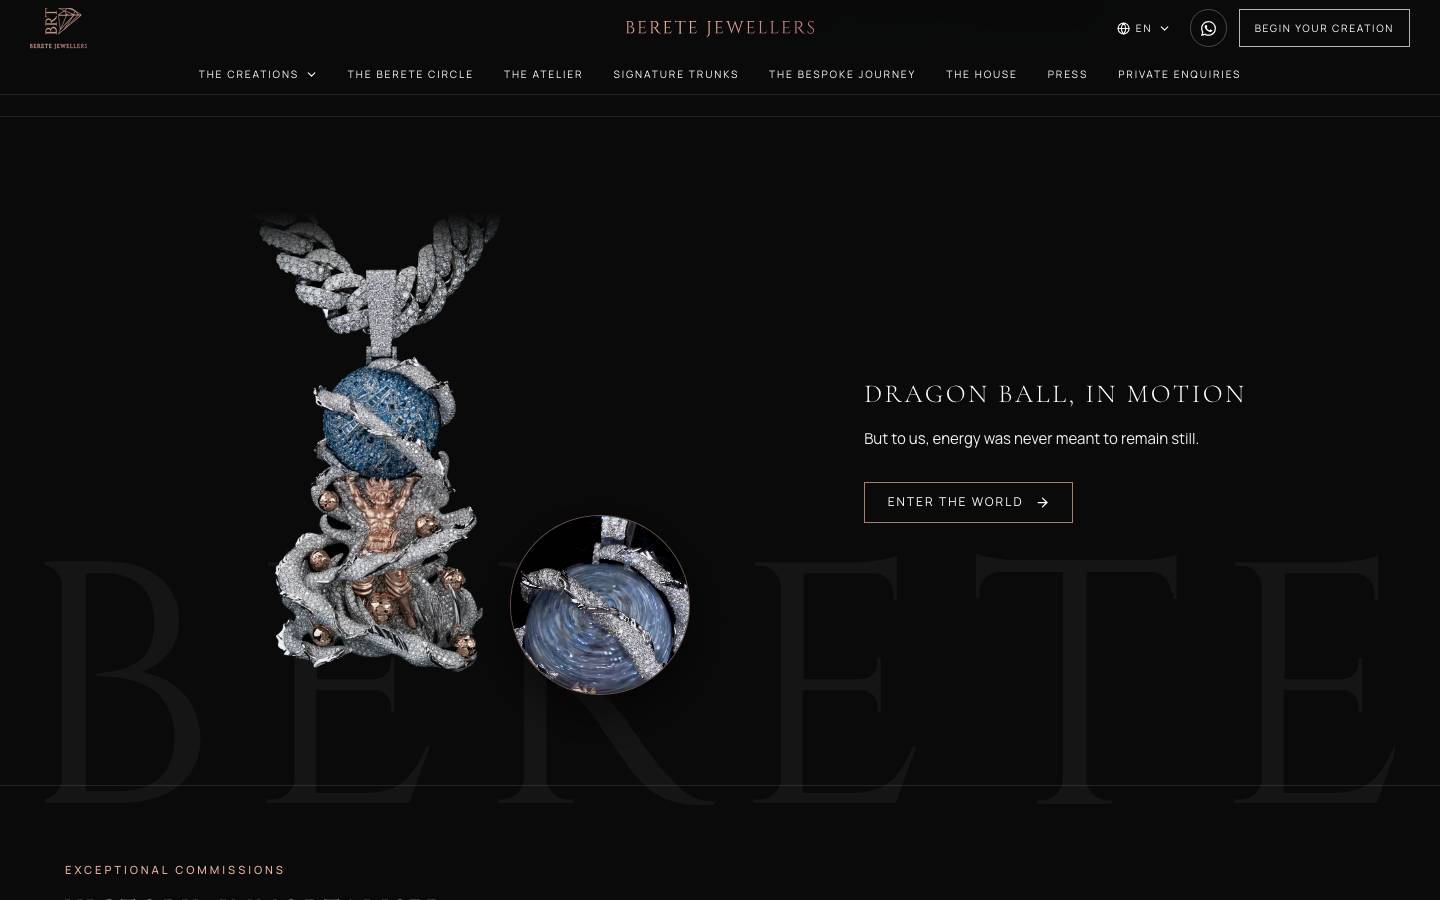 BRT
BERETE JEWELLERS
BERETE JEWELLERS
EN
BEGIN YOUR CREATION
THE CREATIONS
THE BERETE CIRCLE
THE ATELIER
SIGNATURE TRUNKS
THE BESPOKE JOURNEY
THE HOUSE
PRESS
PRIVATE ENQUIRIES
DRAGON BALL, IN MOTION
But to us, energy was never meant to remain still.
ENTER THE WORLD
BERETE
EXCEPTIONAL COMMISSIONS